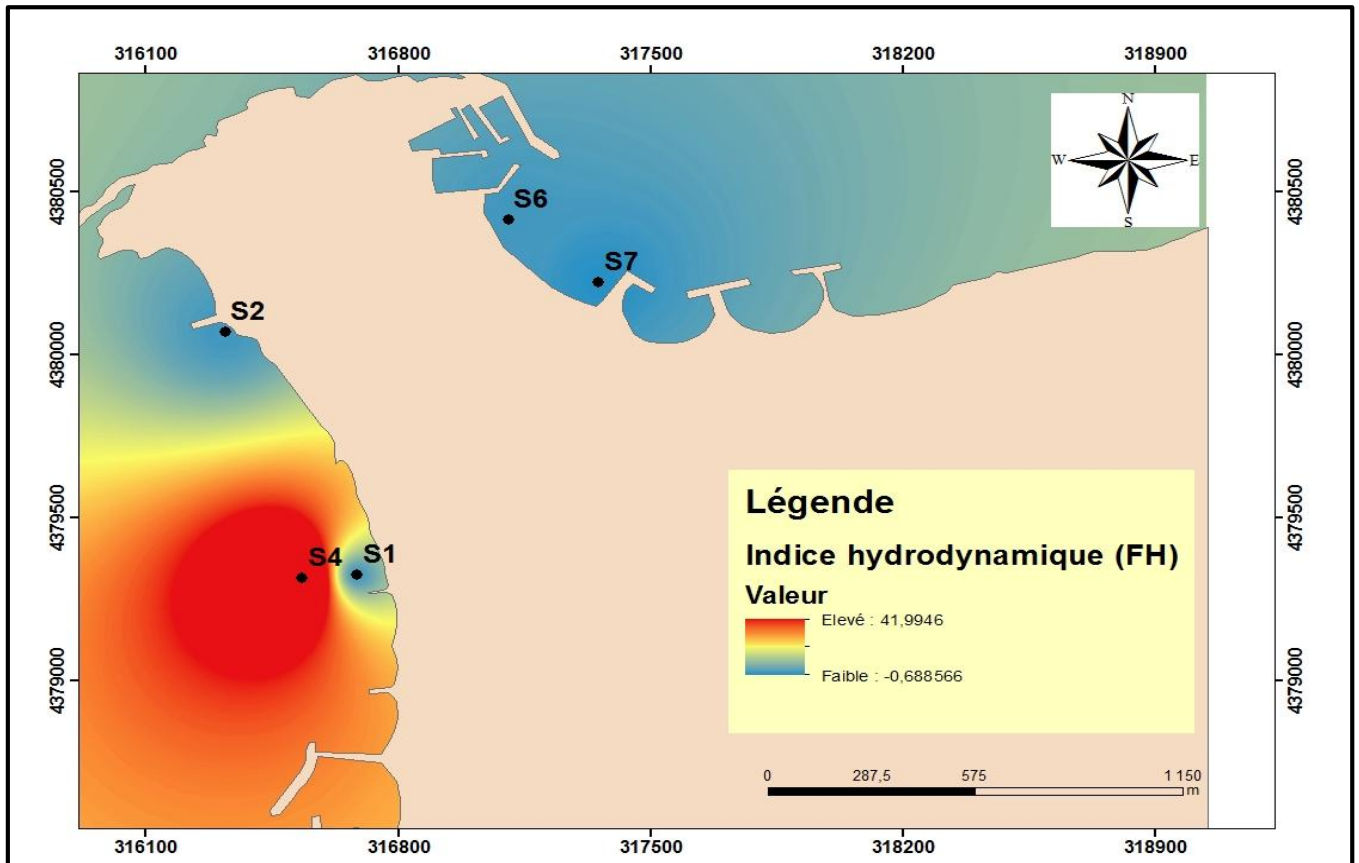 316100 316800 317500 318200 318900
N
W E
S
4380500 4380500
S6
S7
S2
4380000 4380000
Légende
Indice hydrodynamique (FH)
Valeur
Elevé : 41,9946
Faible : -0,688566
4379500 4379500
S4 S1
4379000 4379000
0 287,5 575 1 150
m
316100 316800 317500 318200 318900